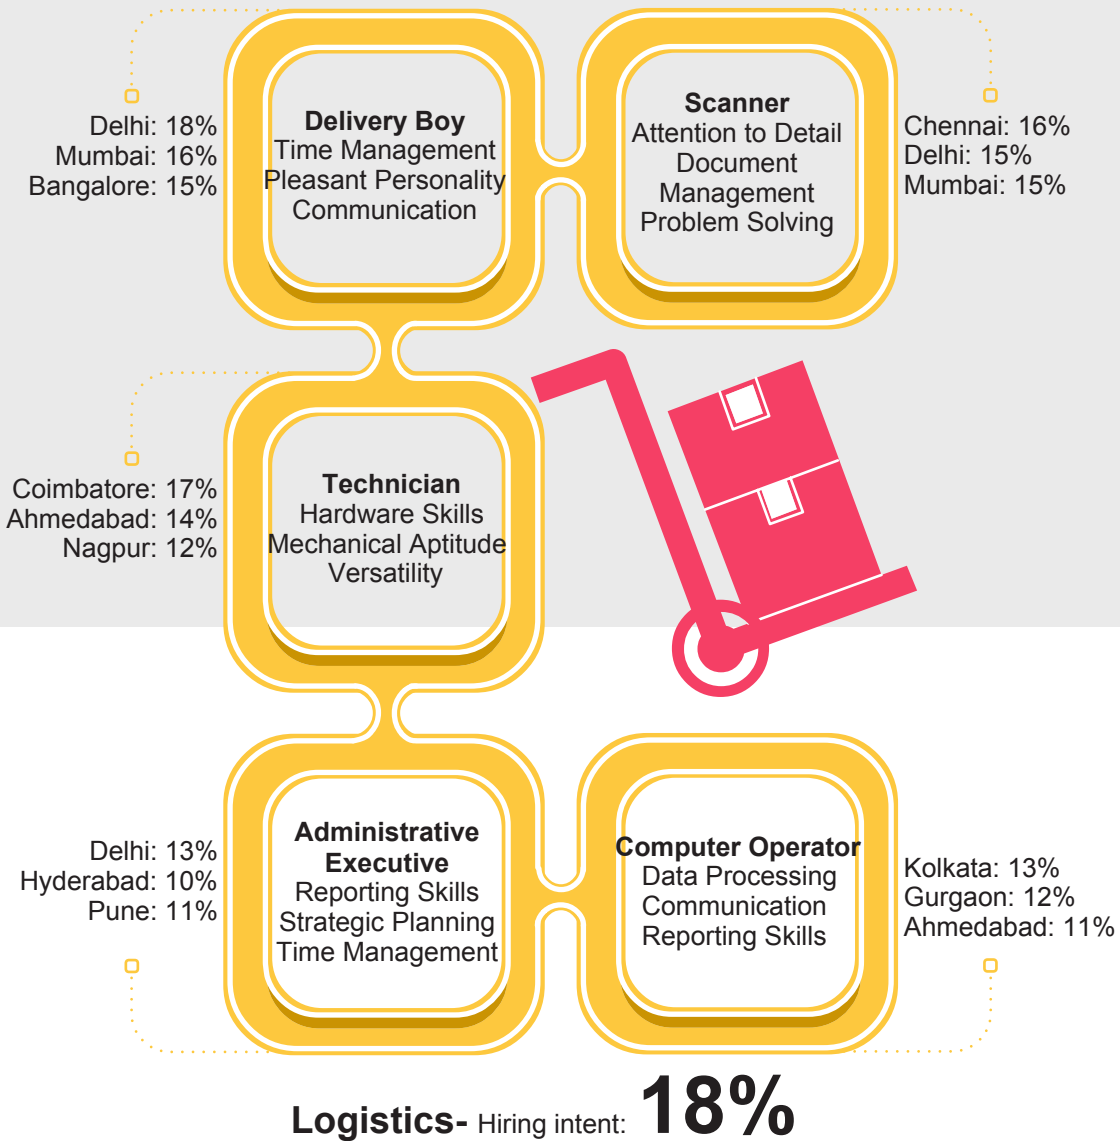 Delhi: 18%
Mumbai: 16%
Bangalore: 15%
Delivery Boy
Time Management
Pleasant Personality
Communication
Scanner
Attention to Detail
Document
Management
Problem Solving
Chennai: 16%
Delhi: 15%
Mumbai: 15%
Coimbatore: 17%
Ahmedabad: 14%
Nagpur: 12%
Technician
Hardware Skills
Mechanical Aptitude
Versatility
Delhi: 13%
Hyderabad: 10%
Pune: 11%
Administrative
Executive
Reporting Skills
Strategic Planning
Time Management
Computer Operator
Data Processing
Communication
Reporting Skills
Kolkata: 13%
Gurgaon: 12%
Ahmedabad: 11%
Logistics- Hiring intent: 18%